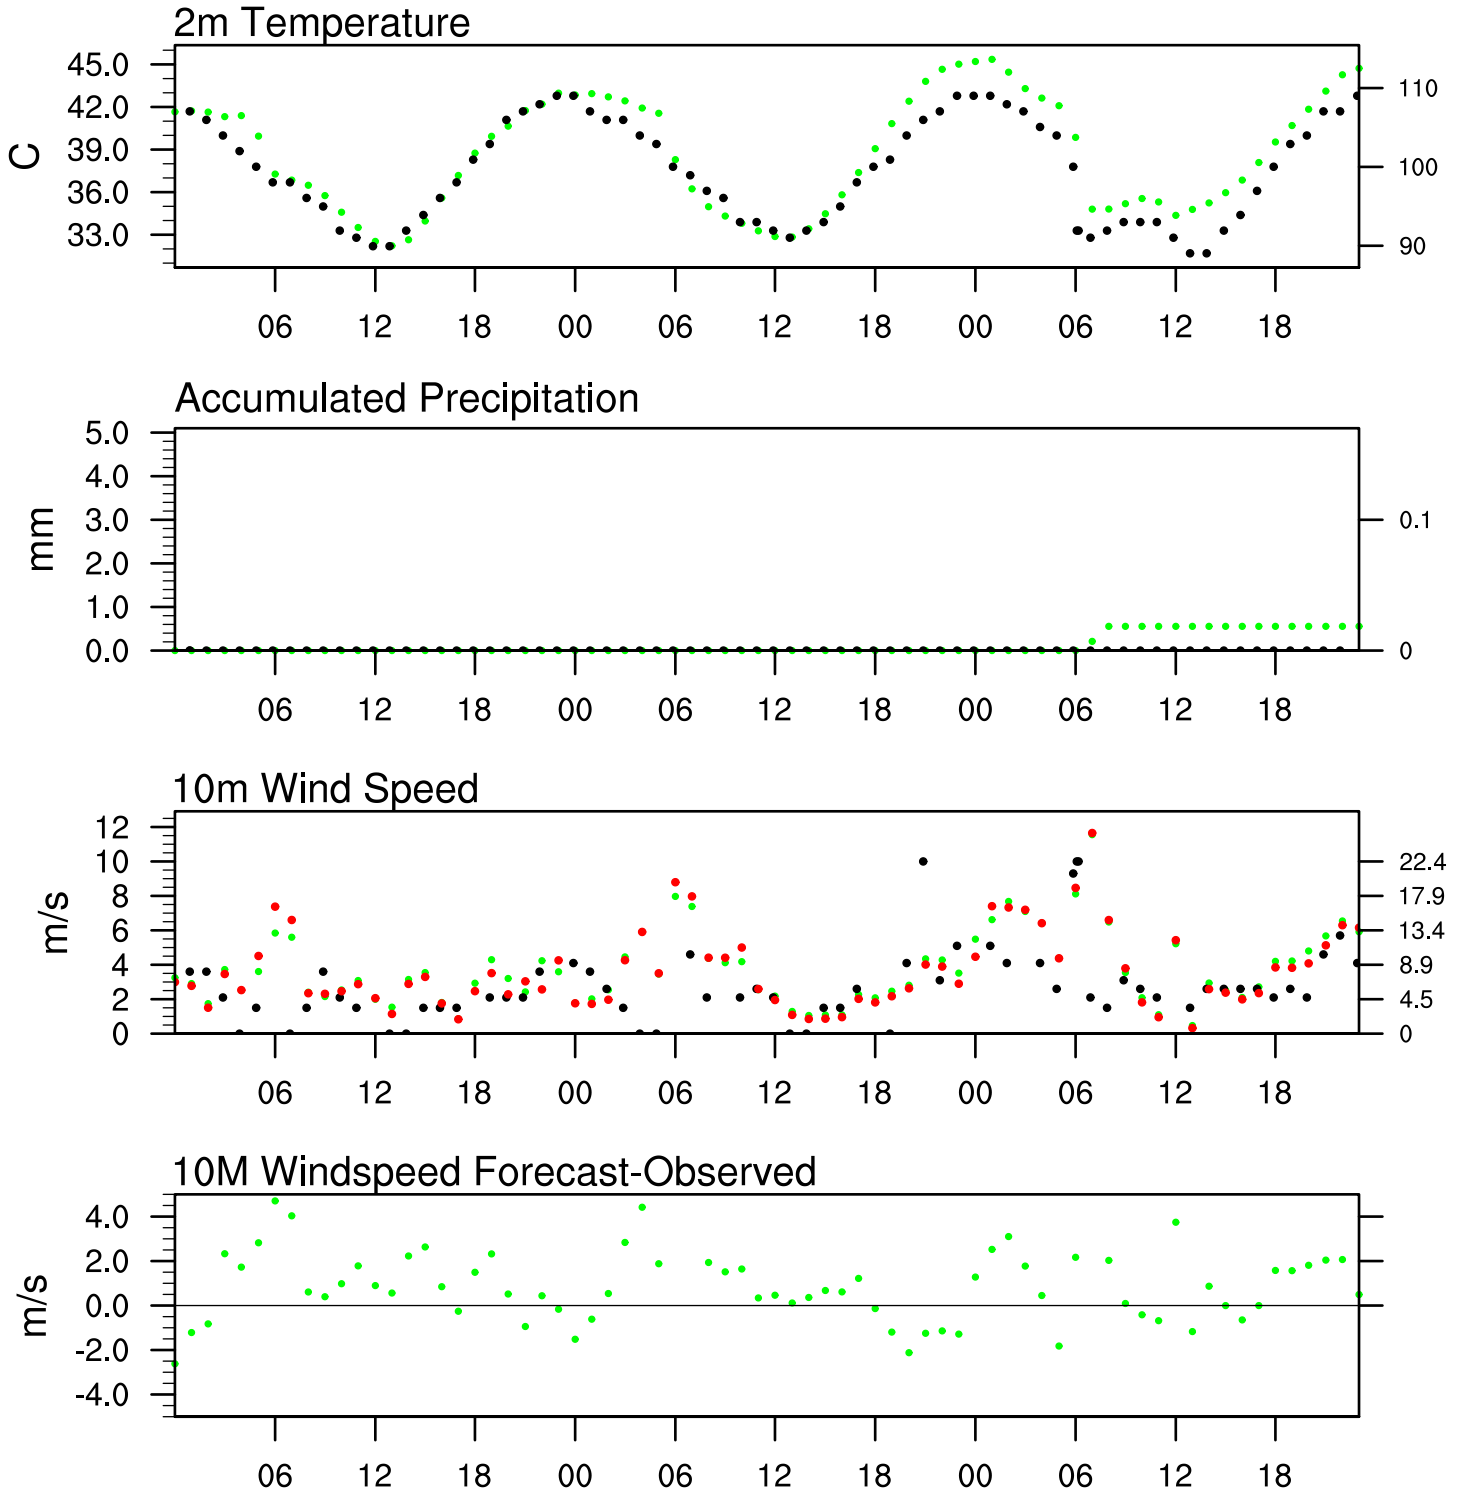 2m Temperature
45.0
42.0
39.0
36.0
33.0
C
110
100
90
06 12 18 00 06 12 18 00 06 12 18
Accumulated Precipitation
5.0
4.0
3.0
2.0
1.0
0.0
mm
0.1
0
06 12 18 00 06 12 18 00 06 12 18
10m Wind Speed
12
10
8
6
4
2
0
m/s
22.4
17.9
13.4
8.9
4.5
0
06 12 18 00 06 12 18 00 06 12 18
10M Windspeed Forecast-Observed
4.0
2.0
0.0
-2.0
-4.0
m/s
06 12 18 00 06 12 18 00 06 12 18